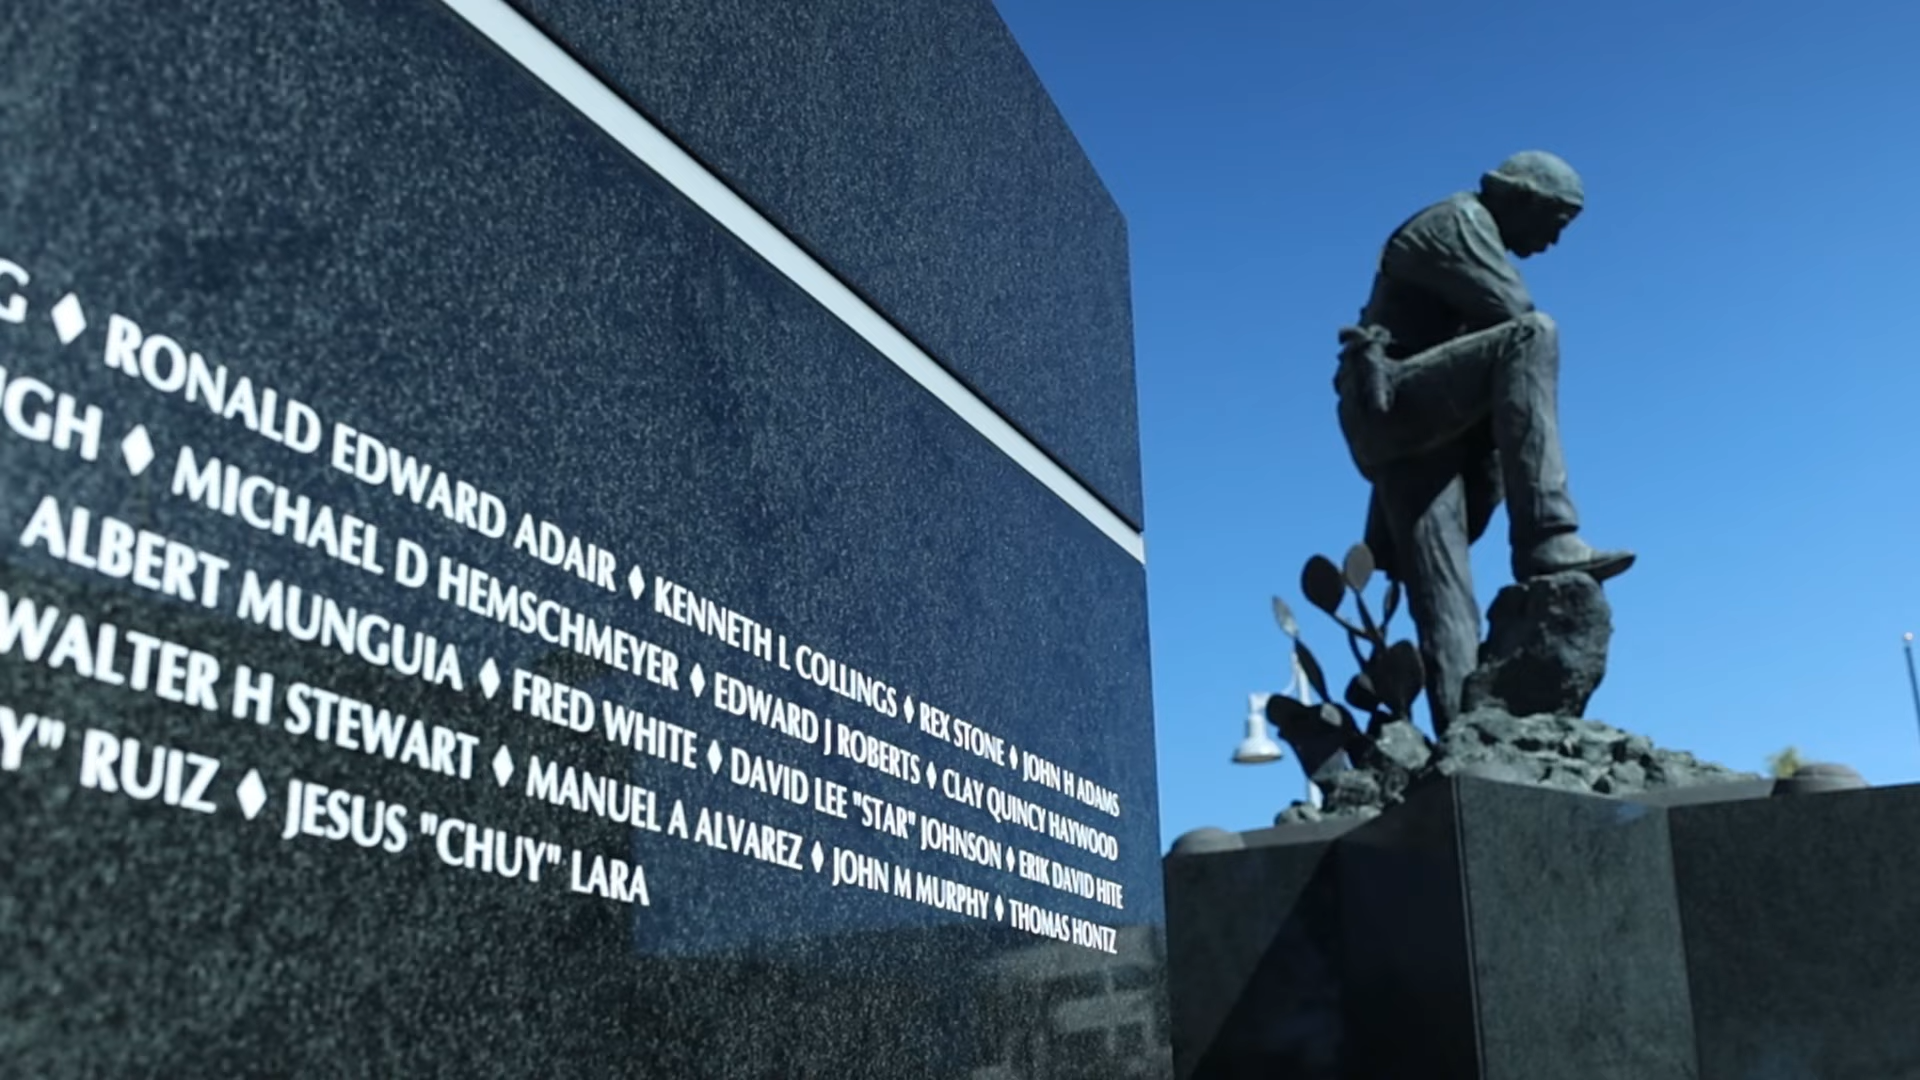 G ♦ RONALD EDWARD ADAIR ♦ KENNETH L COLLINGS ♦ REX STONE ♦ JOHN H ADAMS
GH ♦ MICHAEL D HEMSCHMEYER ♦ EDWARD J ROBERTS ♦ CLAY QUINCY HAYWOOD
ALBERT MUNGUIA ♦ FRED WHITE ♦ DAVID LEE "STAR" JOHNSON ♦ ERIK DAVID HITE
WALTER H STEWART ♦ MANUEL A ALVAREZ ♦ JOHN M MURPHY ♦ THOMAS HONTZ
Y" RUIZ ♦ JESUS "CHUY" LARA